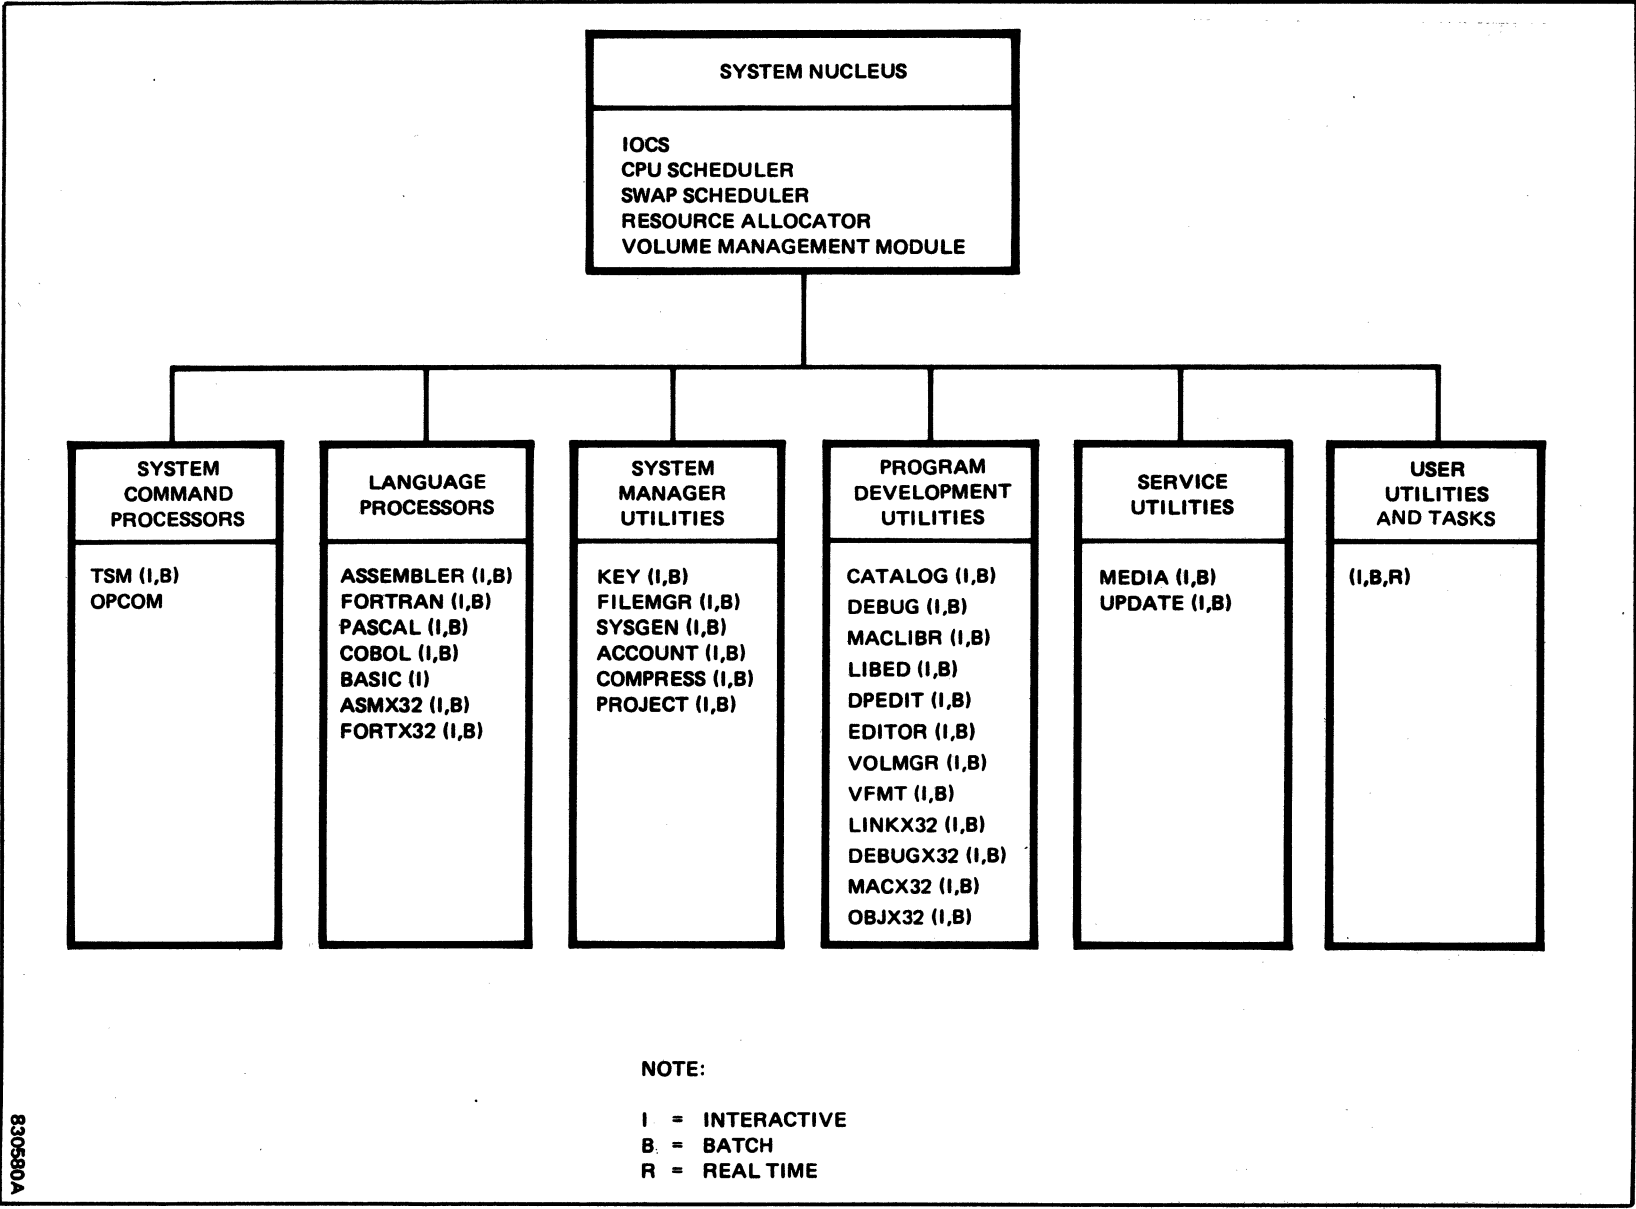 SYSTEM NUCLEUS
IOCS
CPU SCHEDULER
SWAP SCHEDULER
RESOURCE ALLOCATOR
VOLUME MANAGEMENT MODULE
SYSTEM
COMMAND
PROCESSORS
TSM (I,B)
OPCOM
LANGUAGE
PROCESSORS
ASSEMBLER (I,B)
FORTRAN (I,B)
PASCAL (I,B)
COBOL (I,B)
BASIC (I)
ASMX32 (I,B)
FORTX32 (I,B)
SYSTEM
MANAGER
UTILITIES
KEY (I,B)
FILEMGR (I,B)
SYSGEN (I,B)
ACCOUNT (I,B)
COMPRESS (I,B)
PROJECT (I,B)
PROGRAM
DEVELOPMENT
UTILITIES
CATALOG (I,B)
DEBUG (I,B)
MACLIBR (I,B)
LIBED (I,B)
DPEDIT (I,B)
EDITOR (I,B)
VOLMGR (I,B)
VFMT (I,B)
LINKX32 (I,B)
DEBUGX32 (I,B)
MACX32 (I,B)
OBJX32 (I,B)
SERVICE
UTILITIES
MEDIA (I,B)
UPDATE (I,B)
USER
UTILITIES
AND TASKS
(I,B,R)
NOTE:
I = INTERACTIVE
B = BATCH
R = REAL TIME
830580A